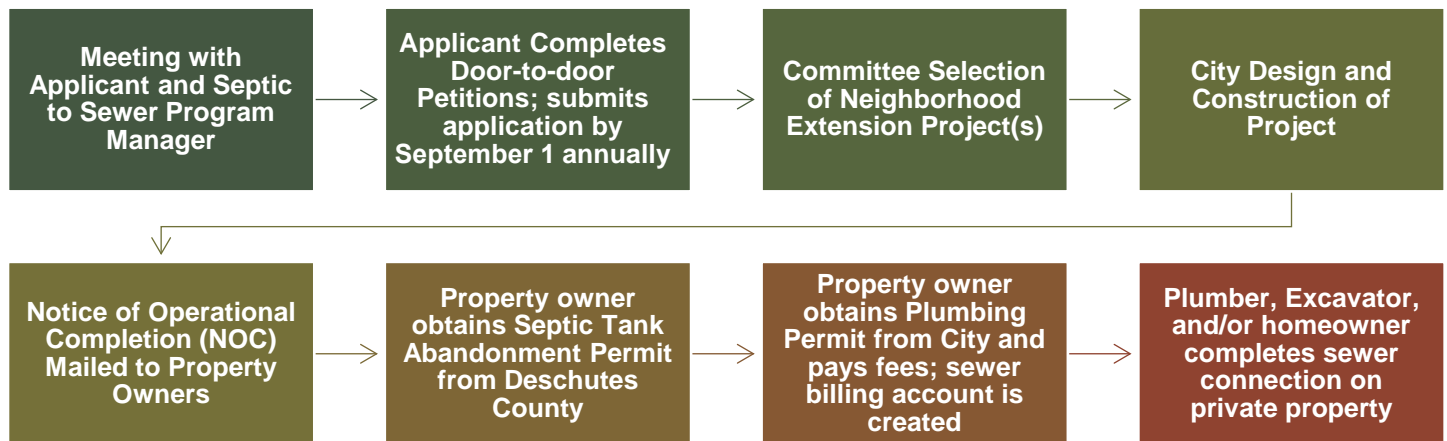 Meeting with
Applicant and Septic
to Sewer Program
Manager
Applicant Completes
Door-to-door
Petitions; submits
application by
September 1 annually
Committee Selection
of Neighborhood
Extension Project(s)
City Design and
Construction of
Project
Notice of Operational
Completion (NOC)
Mailed to Property
Owners
Property owner
obtains Septic Tank
Abandonment Permit
from Deschutes
County
Property owner
obtains Plumbing
Permit from City and
pays fees; sewer
billing account is
created
Plumber, Excavator,
and/or homeowner
completes sewer
connection on
private property